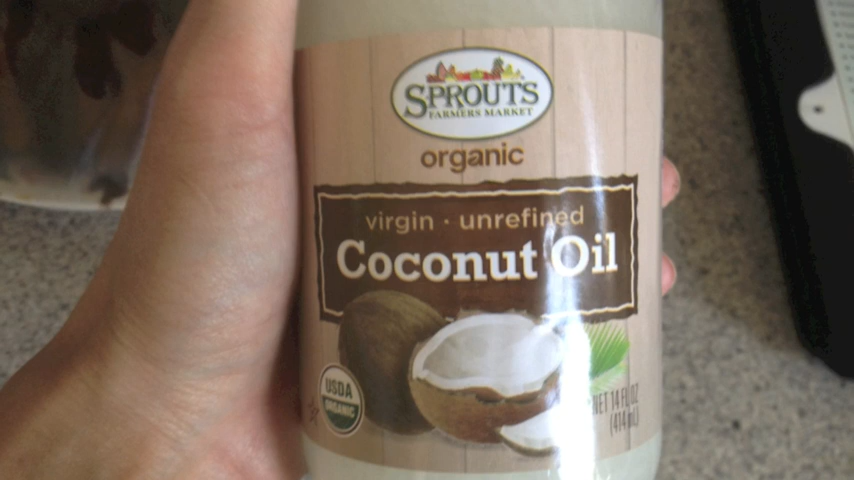 SPROUTS
FARMERS MARKET
organic
virgin · unrefined
Coconut Oil
USDA
ORGANIC
NET 14 FL OZ
(414 mL)